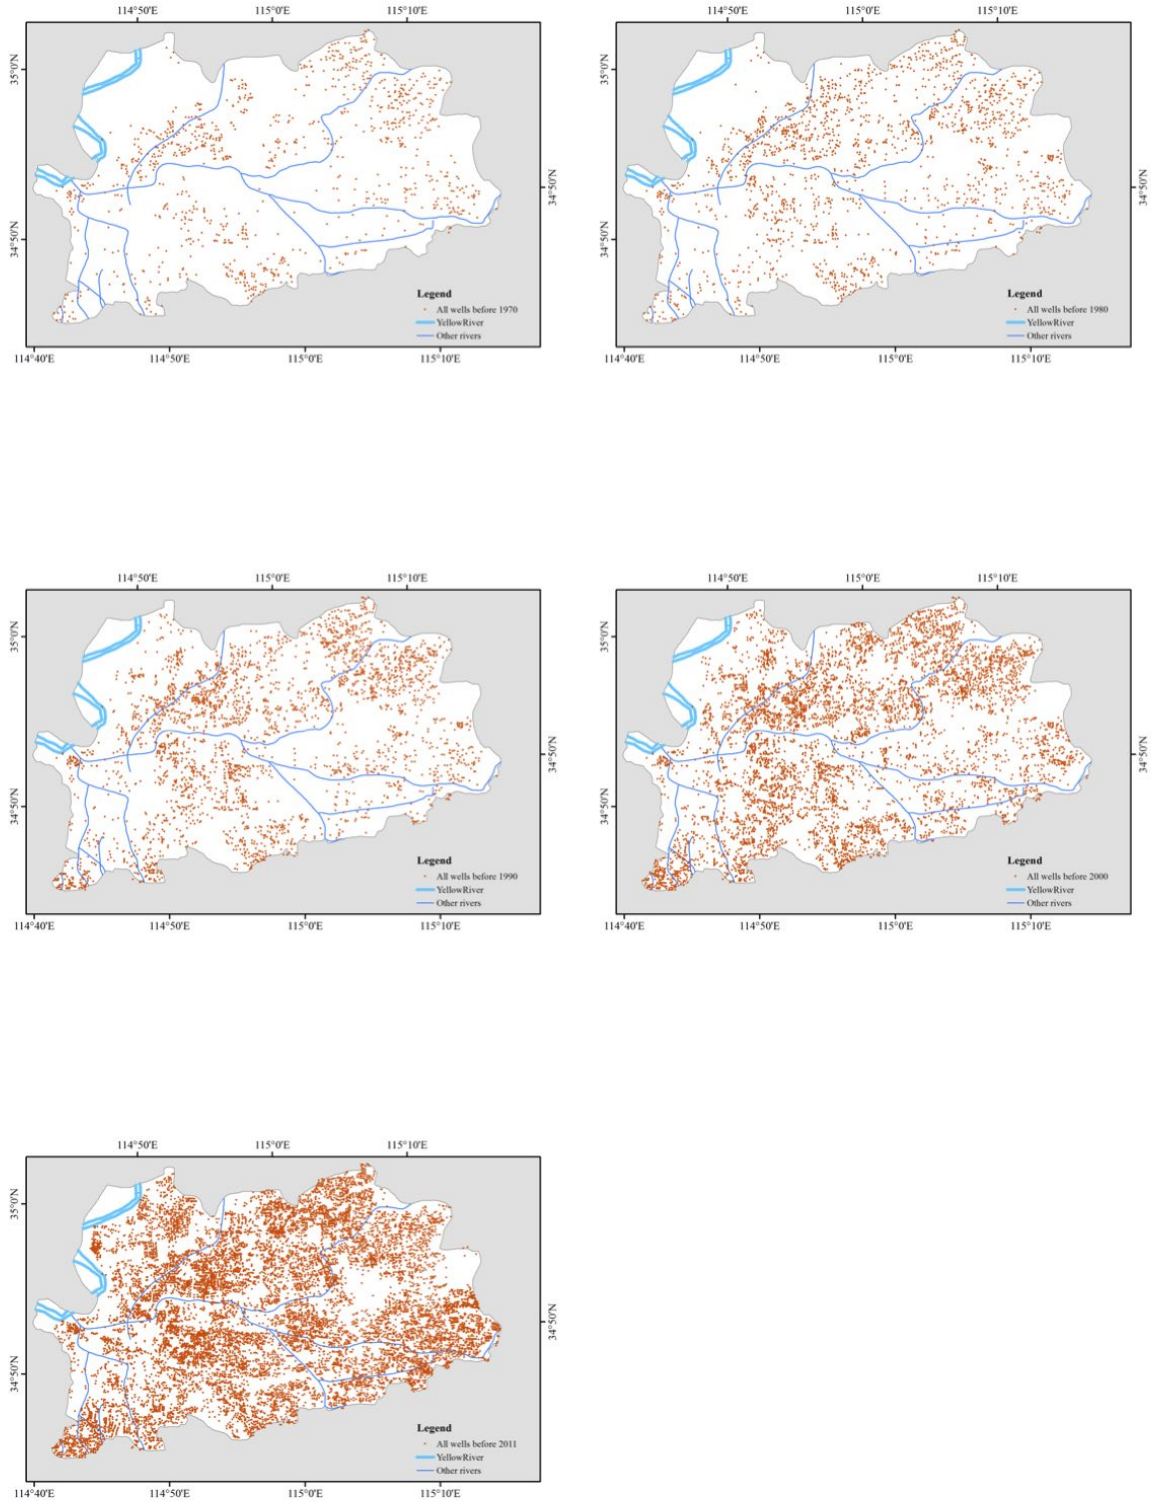 114°50'E 115°0'E 115°10'E
114°50'E 115°0'E 115°10'E
35°0'N
34°50'N
34°50'N
35°0'N
34°50'N
34°50'N
Legend
All wells before 1970
YellowRiver
Other rivers
Legend
All wells before 1980
YellowRiver
Other rivers
114°40'E 114°50'E 115°0'E 115°10'E
114°40'E 114°50'E 115°0'E 115°10'E
114°50'E 115°0'E 115°10'E
114°50'E 115°0'E 115°10'E
35°0'N
34°50'N
34°50'N
35°0'N
34°50'N
34°50'N
Legend
All wells before 1990
YellowRiver
Other rivers
Legend
All wells before 2000
YellowRiver
Other rivers
114°40'E 114°50'E 115°0'E 115°10'E
114°40'E 114°50'E 115°0'E 115°10'E
114°50'E 115°0'E 115°10'E
35°0'N
34°50'N
34°50'N
Legend
All wells before 2011
YellowRiver
Other rivers
114°40'E 114°50'E 115°0'E 115°10'E